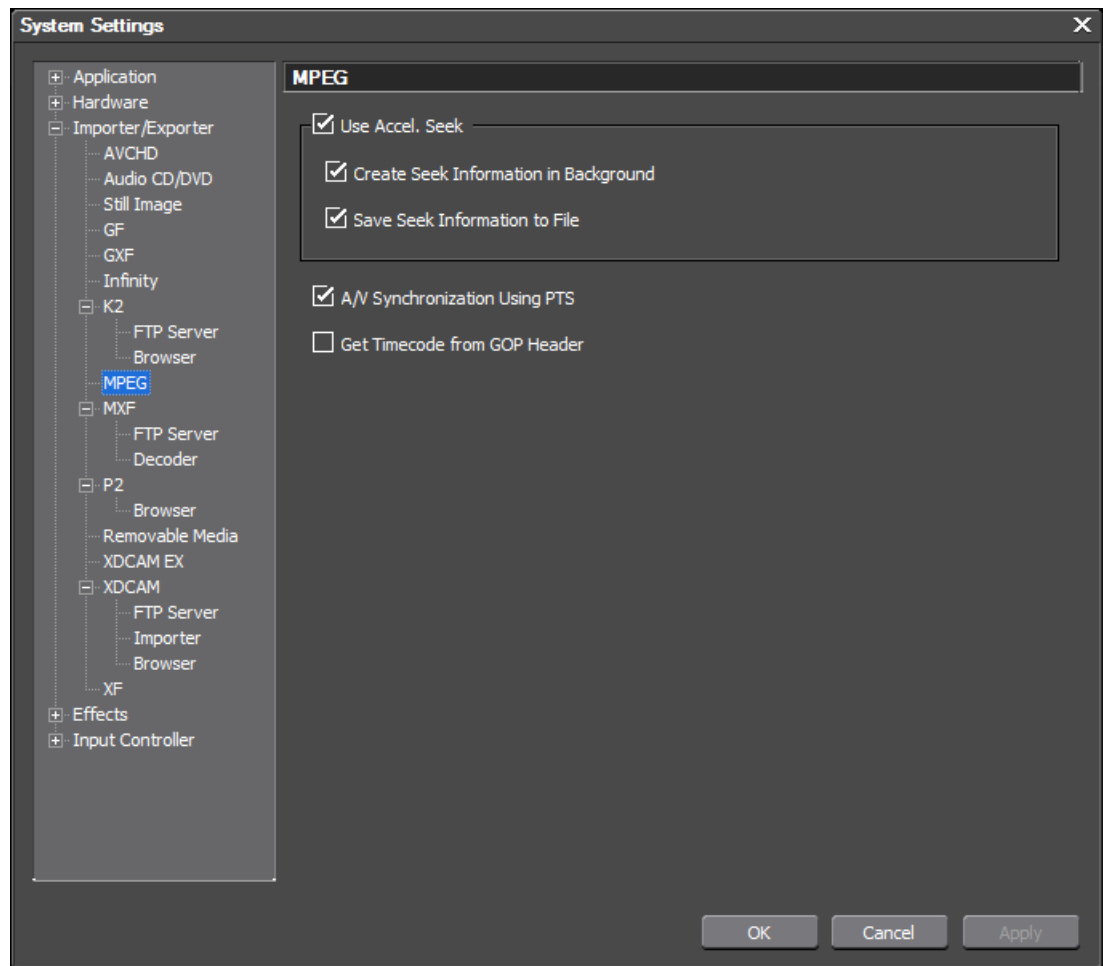 System Settings
Application
Hardware
Importer/Exporter
AVCHD
Audio CD/DVD
Still Image
GF
GXF
Infinity
K2
FTP Server
Browser
MPEG
MXF
FTP Server
Decoder
P2
Browser
Removable Media
XDCAM EX
XDCAM
FTP Server
Importer
Browser
XF
Effects
Input Controller
MPEG
Use Accel. Seek
Create Seek Information in Background
Save Seek Information to File
A/V Synchronization Using PTS
Get Timecode from GOP Header
OK
Cancel
Apply